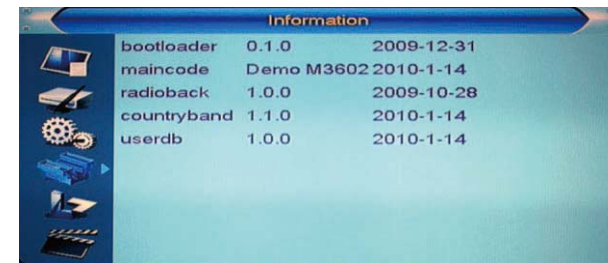 Information
bootloader 0.1.0 2009-12-31
maincode Demo M3602 2010-1-14
radioback 1.0.0 2009-10-28
countryband 1.1.0 2010-1-14
userdb 1.0.0 2010-1-14